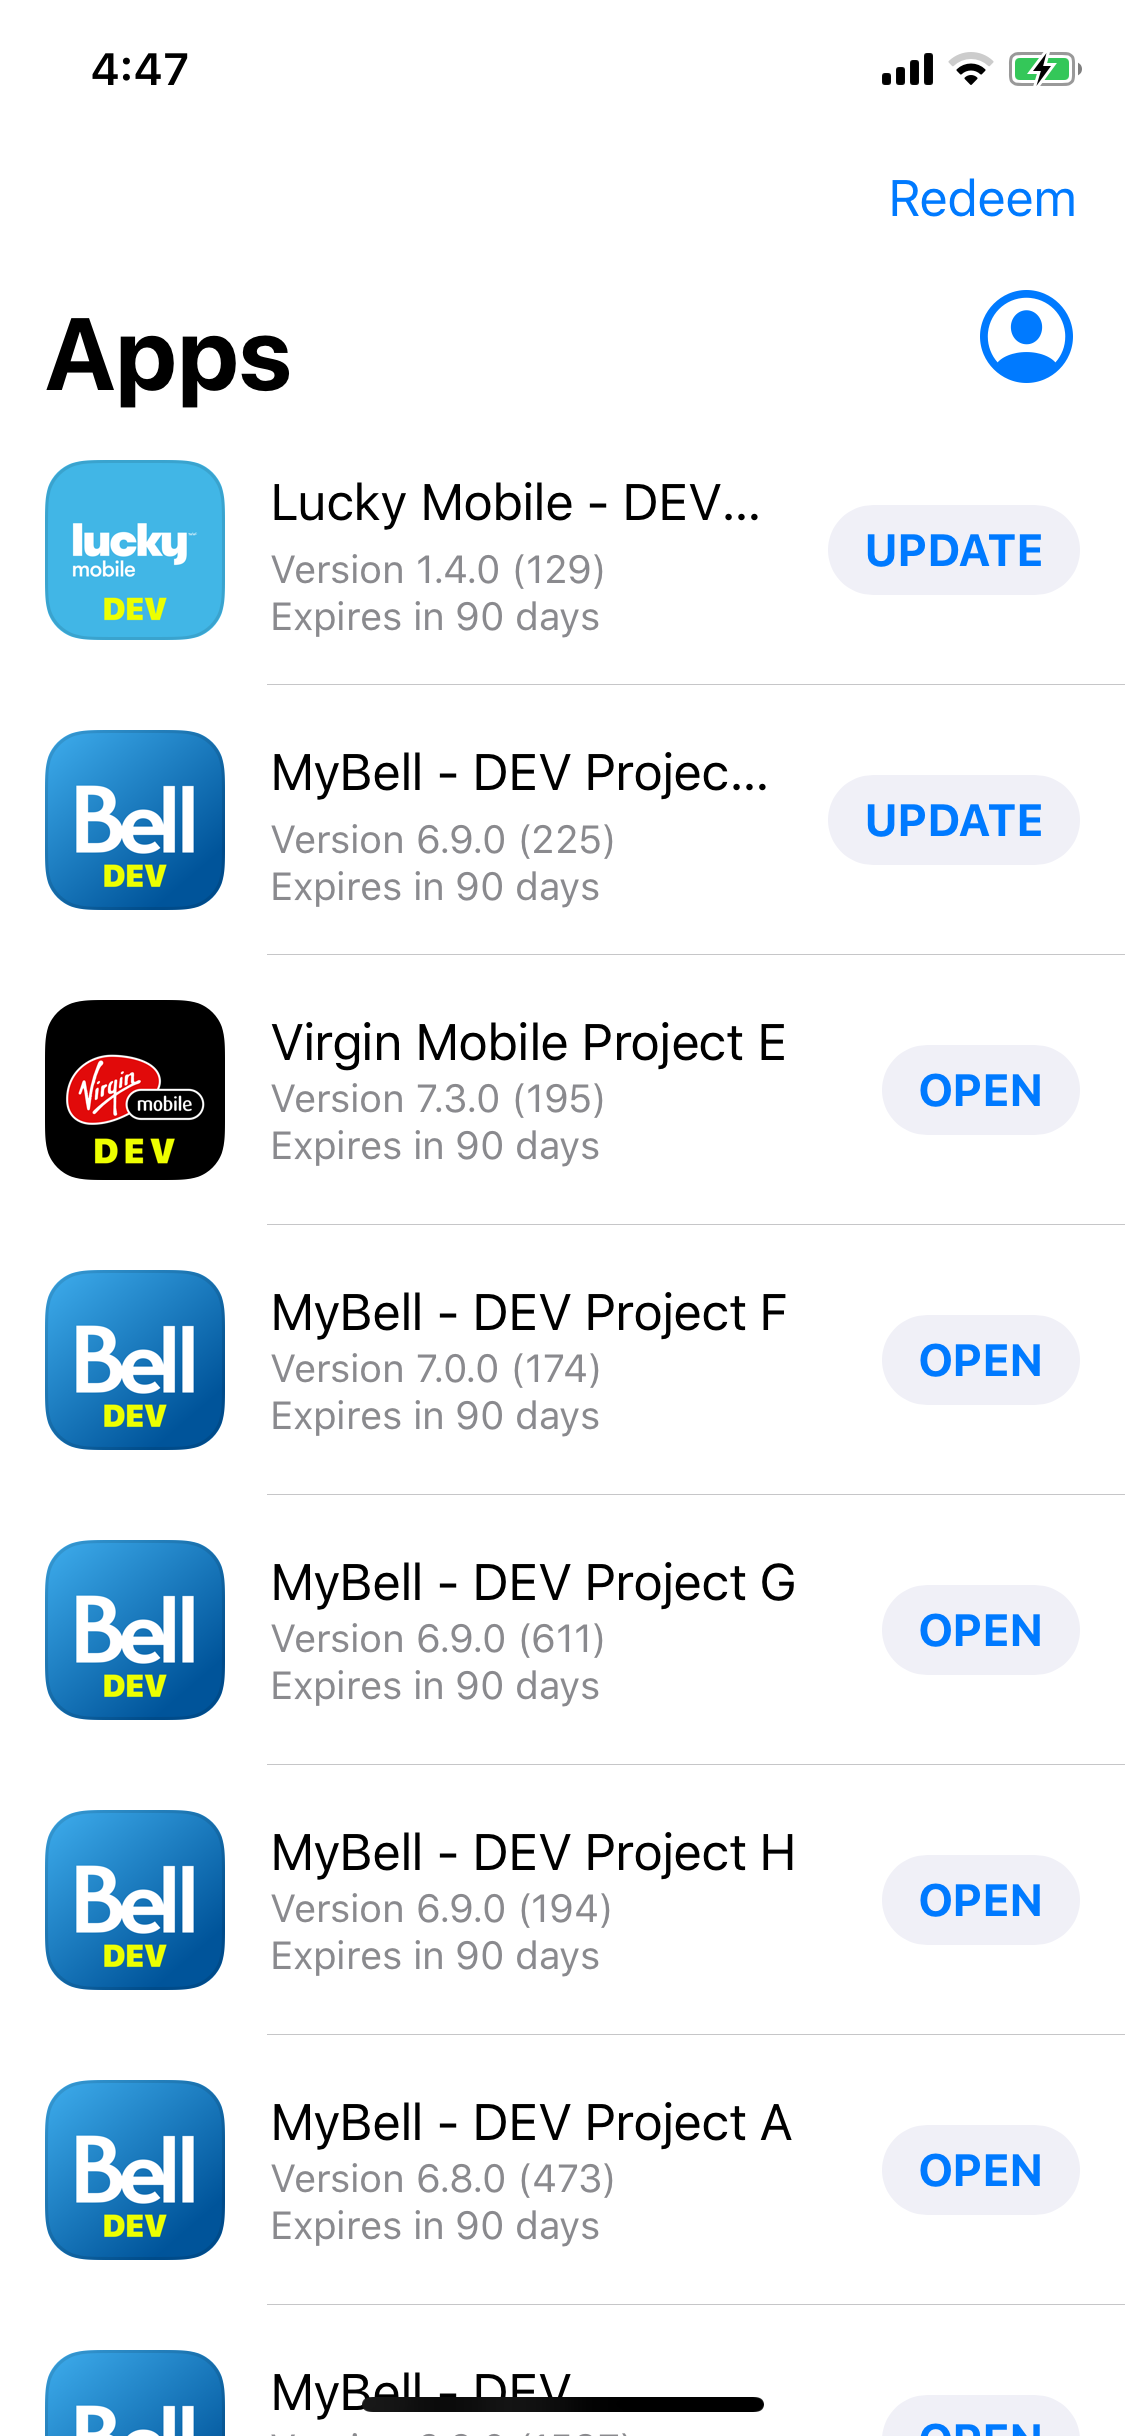 4:47
Redeem
Apps
lucky
mobile
DEV
Lucky Mobile - DEV...
Version 1.4.0 (129)
Expires in 90 days
UPDATE
Bell
DEV
MyBell - DEV Projec...
Version 6.9.0 (225)
Expires in 90 days
UPDATE
Virgin
mobile
DEV
Virgin Mobile Project E
Version 7.3.0 (195)
Expires in 90 days
OPEN
Bell
DEV
MyBell - DEV Project F
Version 7.0.0 (174)
Expires in 90 days
OPEN
Bell
DEV
MyBell - DEV Project G
Version 6.9.0 (611)
Expires in 90 days
OPEN
Bell
DEV
MyBell - DEV Project H
Version 6.9.0 (194)
Expires in 90 days
OPEN
Bell
DEV
MyBell - DEV Project A
Version 6.8.0 (473)
Expires in 90 days
OPEN
Bell
MyBell - DEV
OPEN